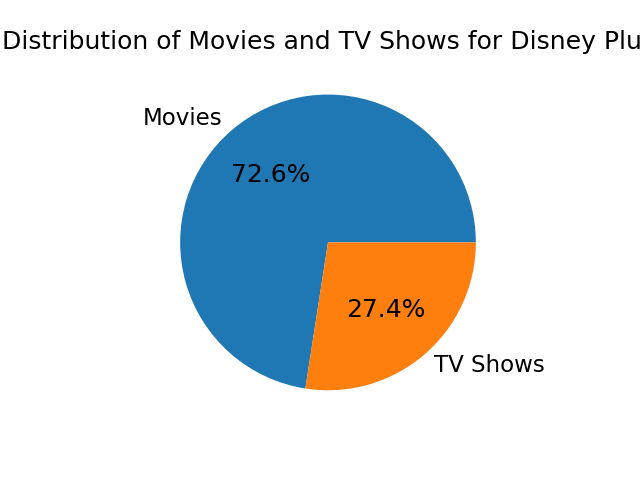 Distribution of Movies and TV Shows for Disney Plu
Movies
72.6%
27.4%
TV Shows